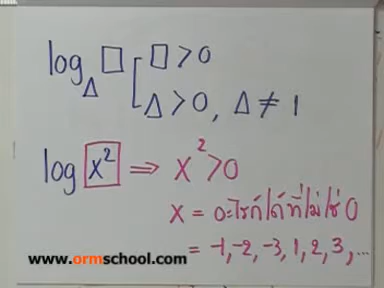 log_Δ □ [ □ > 0
Δ > 0, Δ ≠ 1
log x² ⇒ x² > 0
x = อะไรก็ได้ที่ไม่ใช่ 0
= -1, -2, -3, 1, 2, 3, ...
www.ormschool.com